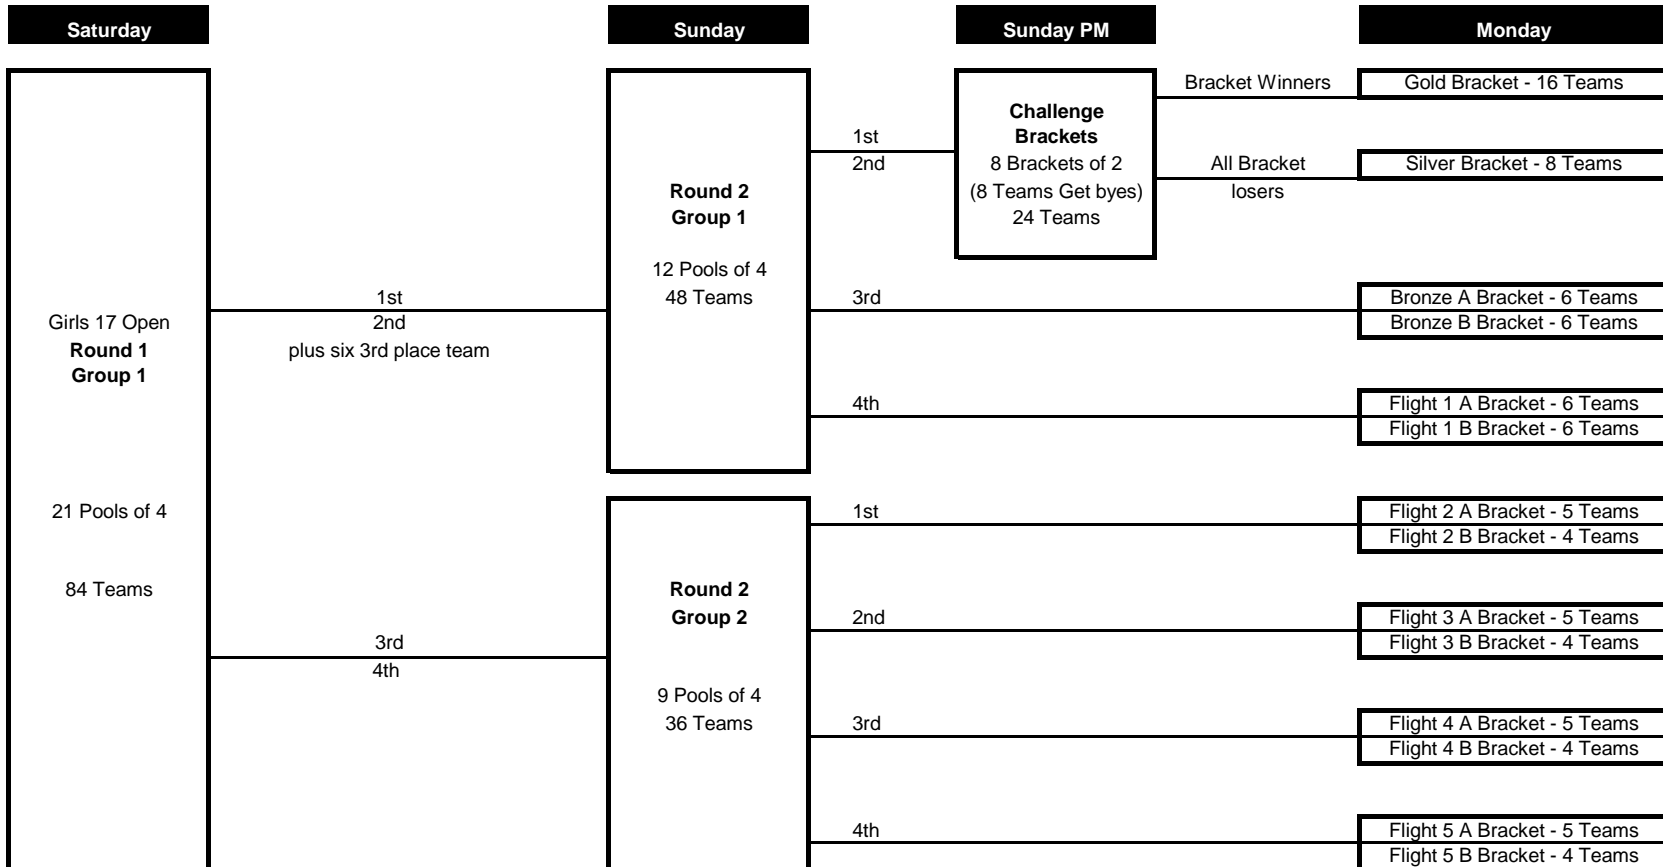 Saturday
Sunday
Sunday PM
Monday
Girls 17 Open
Round 1
Group 1
21 Pools of 4
84 Teams
1st
2nd
plus six 3rd place team
3rd
4th
Round 2
Group 1
12 Pools of 4
48 Teams
1st
2nd
3rd
4th
Challenge
Brackets
8 Brackets of 2
(8 Teams Get byes)
24 Teams
Bracket Winners
All Bracket
losers
Gold Bracket - 16 Teams
Silver Bracket - 8 Teams
Bronze A Bracket - 6 Teams
Bronze B Bracket - 6 Teams
Flight 1 A Bracket - 6 Teams
Flight 1 B Bracket - 6 Teams
Round 2
Group 2
9 Pools of 4
36 Teams
1st
2nd
3rd
4th
Flight 2 A Bracket - 5 Teams
Flight 2 B Bracket - 4 Teams
Flight 3 A Bracket - 5 Teams
Flight 3 B Bracket - 4 Teams
Flight 4 A Bracket - 5 Teams
Flight 4 B Bracket - 4 Teams
Flight 5 A Bracket - 5 Teams
Flight 5 B Bracket - 4 Teams